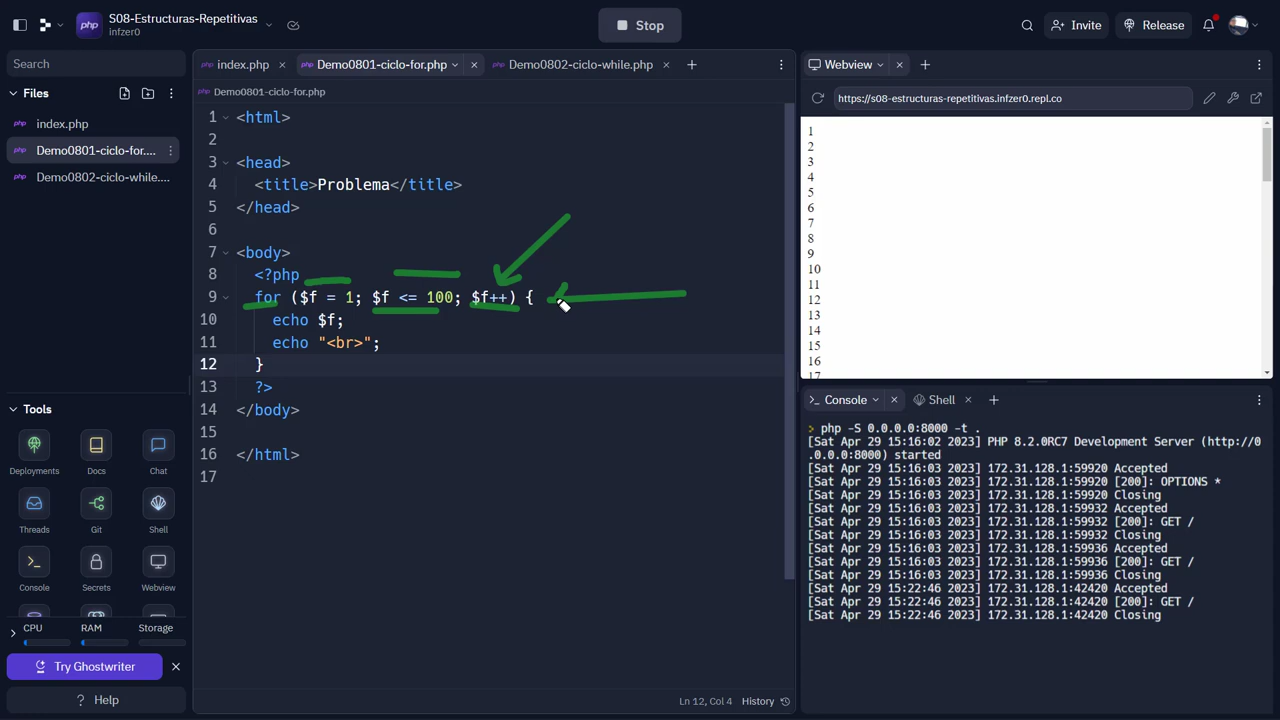 php
S08-Estructuras-Repetitivas
infzer0
Stop
Invite
Release
Search
Files
php index.php
php Demo0801-ciclo-for....
php Demo0802-ciclo-while....
Tools
Deployments
Docs
Chat
Threads
Git
Shell
Console
Secrets
Webview
CPU
RAM
Storage
Try Ghostwriter
? Help
php index.php
php Demo0801-ciclo-for.php
php Demo0802-ciclo-while.php
php Demo0801-ciclo-for.php
1 <html>
2
3 <head>
4 <title>Problema</title>
5 </head>
6
7 <body>
8 <?php
9 for ($f = 1; $f <= 100; $f++) {
10 echo $f;
11 echo "<br>";
12 }
13 ?>
14 </body>
15
16 </html>
17
Ln 12, Col 4
History
Webview
https://s08-estructuras-repetitivas.infzer0.repl.co
1
2
3
4
5
6
7
8
9
10
11
12
13
14
15
16
17
Console
Shell
> php -S 0.0.0.0:8000 -t .
[Sat Apr 29 15:16:02 2023] PHP 8.2.0RC7 Development Server (http://0
.0.0.0:8000) started
[Sat Apr 29 15:16:03 2023] 172.31.128.1:59920 Accepted
[Sat Apr 29 15:16:03 2023] 172.31.128.1:59920 [200]: OPTIONS *
[Sat Apr 29 15:16:03 2023] 172.31.128.1:59920 Closing
[Sat Apr 29 15:16:03 2023] 172.31.128.1:59932 Accepted
[Sat Apr 29 15:16:03 2023] 172.31.128.1:59932 [200]: GET /
[Sat Apr 29 15:16:03 2023] 172.31.128.1:59932 Closing
[Sat Apr 29 15:16:03 2023] 172.31.128.1:59936 Accepted
[Sat Apr 29 15:16:03 2023] 172.31.128.1:59936 [200]: GET /
[Sat Apr 29 15:16:03 2023] 172.31.128.1:59936 Closing
[Sat Apr 29 15:22:46 2023] 172.31.128.1:42420 Accepted
[Sat Apr 29 15:22:46 2023] 172.31.128.1:42420 [200]: GET /
[Sat Apr 29 15:22:46 2023] 172.31.128.1:42420 Closing